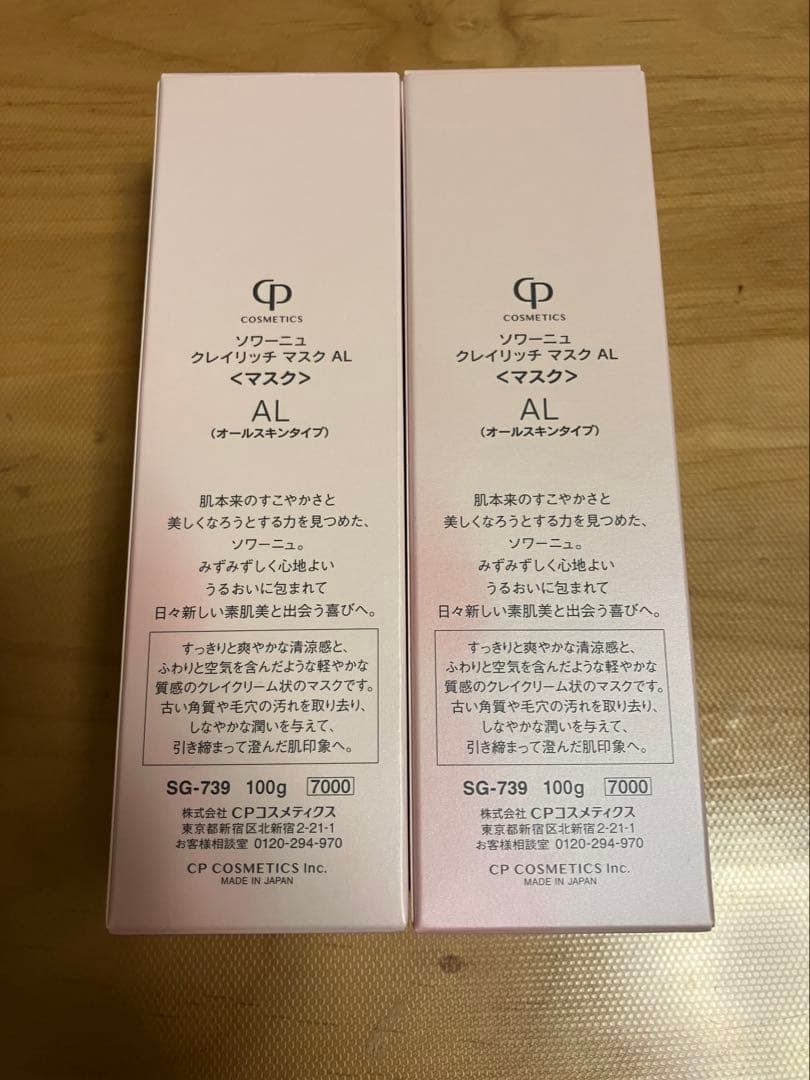 CP
COSMETICS
ソワーニュ
クレイリッチ マスク AL
<マスク>
AL
(オールスキンタイプ)
肌本来のすこやかさと
美しくなろうとする力を見つめた、
ソワーニュ。
みずみずしく心地よい
うるおいに包まれて
日々新しい素肌美と出会う喜びへ。
すっきりと爽やかな清涼感と、
ふわりと空気を含んだような軽やかな
質感のクレイクリーム状のマスクです。
古い角質や毛穴の汚れを取り去り、
しなやかな潤いを与えて、
引き締まって澄んだ肌印象へ。
SG-739 100g 7000
株式会社 CPコスメティクス
東京都新宿区北新宿2-21-1
お客様相談室 0120-294-970
CP COSMETICS Inc.
MADE IN JAPAN
CP
COSMETICS
ソワーニュ
クレイリッチ マスク AL
<マスク>
AL
(オールスキンタイプ)
肌本来のすこやかさと
美しくなろうとする力を見つめた、
ソワーニュ。
みずみずしく心地よい
うるおいに包まれて
日々新しい素肌美と出会う喜びへ。
すっきりと爽やかな清涼感と、
ふわりと空気を含んだような軽やかな
質感のクレイクリーム状のマスクです。
古い角質や毛穴の汚れを取り去り、
しなやかな潤いを与えて、
引き締まって澄んだ肌印象へ。
SG-739 100g 7000
株式会社 CPコスメティクス
東京都新宿区北新宿2-21-1
お客様相談室 0120-294-970
CP COSMETICS Inc.
MADE IN JAPAN